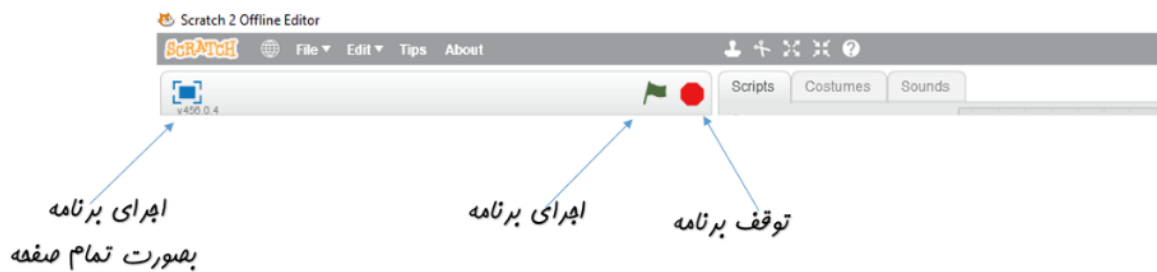 Scratch 2 Offline Editor
SCRATCH File Edit Tips About
v456.0.4
Scripts Costumes Sounds
توقف برنامه
اجرای برنامه
اجرای برنامه
بصورت تمام صفحه